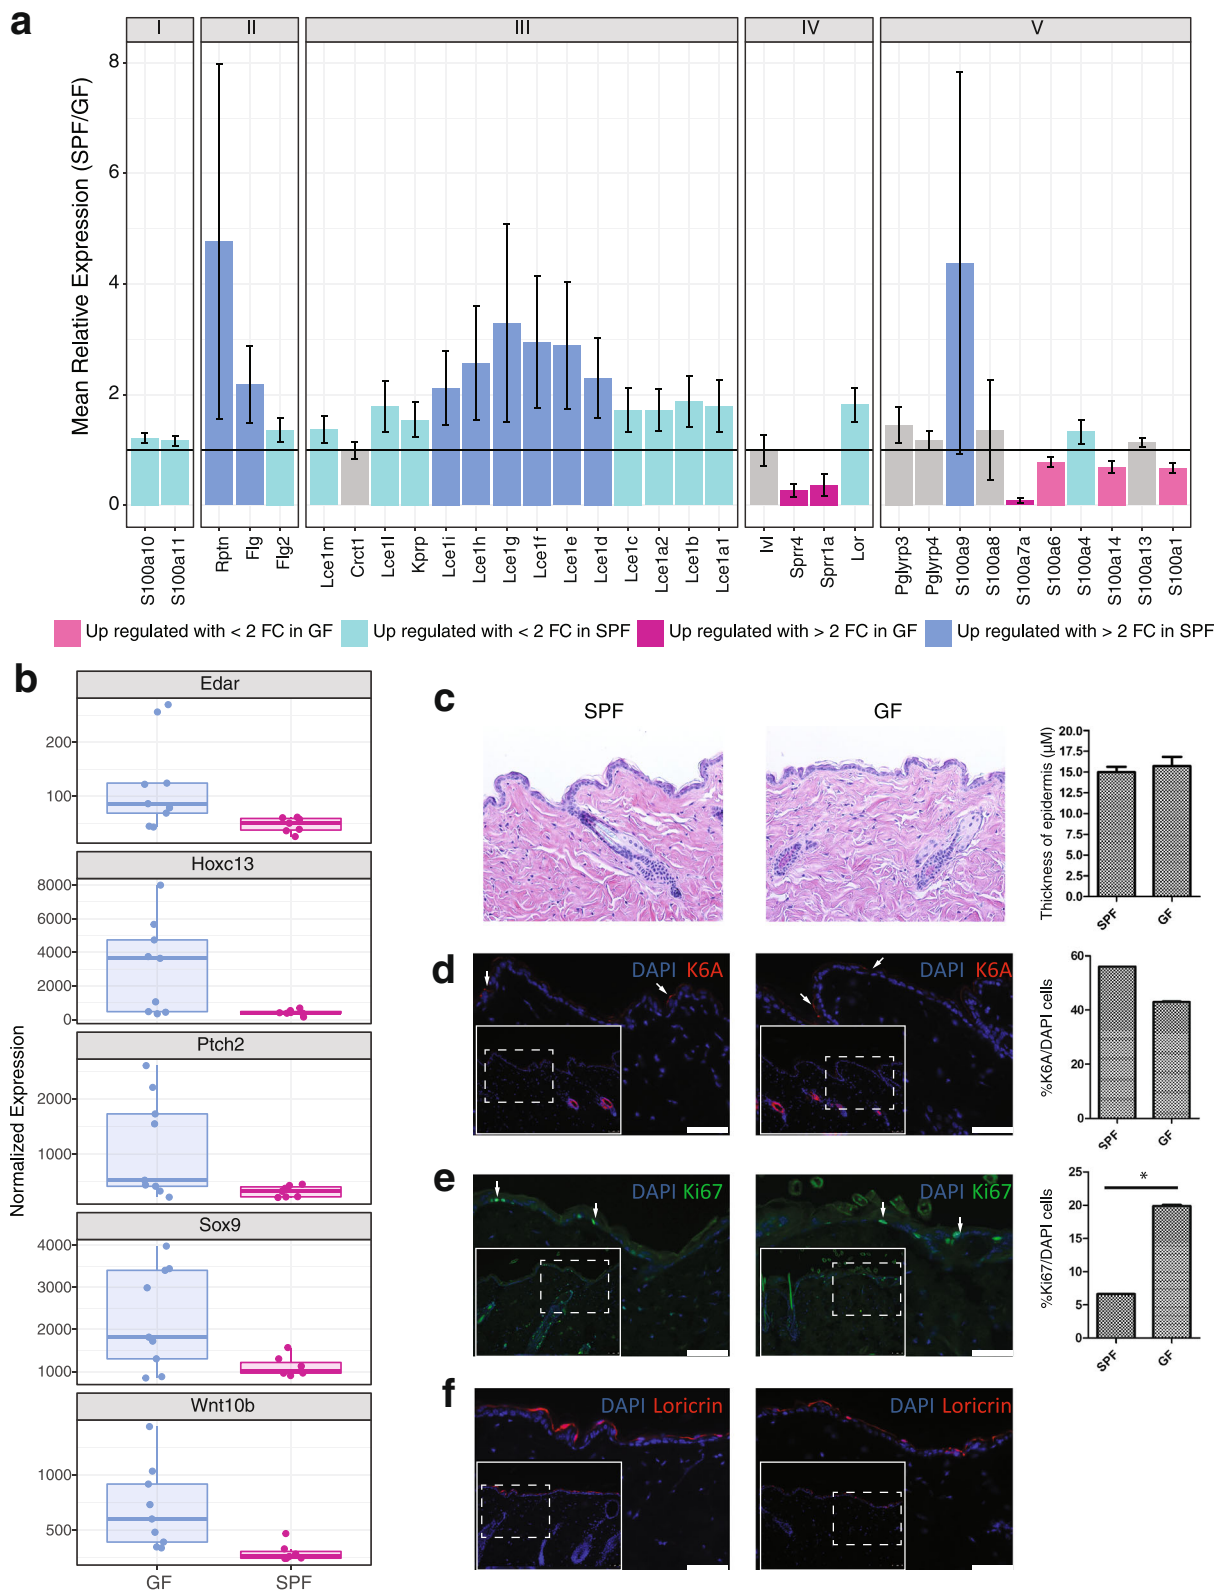 a
I II III IV V
Mean Relative Expression (SPF/GF)
8
6
4
2
0
S100a10 S100a11 Rptn Flg Flg2 Lce1m Crct1 Lce1l Kprp Lce1i Lce1h Lce1g Lce1f Lce1e Lce1d Lce1c Lce1a2 Lce1b Lce1a1 Ivl Sprr4 Sprr1a Lor Pglyrp3 Pglyrp4 S100a9 S100a8 S100a7a S100a6 S100a4 S100a14 S100a13 S100a1
Up regulated with < 2 FC in GF Up regulated with < 2 FC in SPF Up regulated with > 2 FC in GF Up regulated with > 2 FC in SPF
b
Normalized Expression
Edar
200
100
Hoxc13
8000
6000
4000
2000
0
Ptch2
2000
1000
Sox9
4000
3000
2000
1000
Wnt10b
1000
500
GF SPF
c
SPF GF
Thickness of epidermis (µM)
20.0
17.5
15.0
12.5
10.0
7.5
5.0
2.5
0.0
SPF GF
d
DAPI K6A
DAPI K6A
%K6A/DAPI cells
60
40
20
0
SPF GF
e
DAPI Ki67
DAPI Ki67
%Ki67/DAPI cells
25
20
15
10
5
0
*
SPF GF
f
DAPI Loricrin
DAPI Loricrin